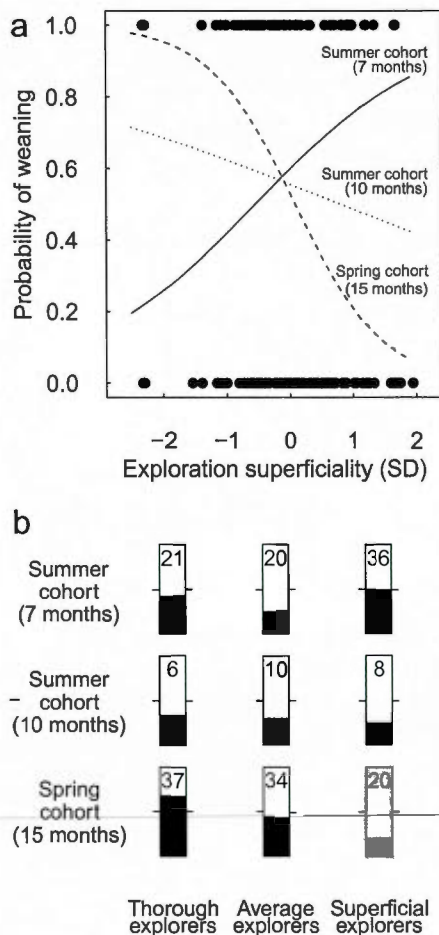 a
1.0
0.8
0.6
0.4
0.2
0.0
Probability of weaning
Summer cohort
(7 months)
Summer cohort
(10 months)
Spring cohort
(15 months)
−2 −1 0 1 2
Exploration superficiality (SD)
b
Summer
cohort
(7 months)
21 20 36
Summer
cohort
(10 months)
6 10 8
Spring
cohort
(15 months)
37 34 20
Thorough
explorers
Average
explorers
Superficial
explorers